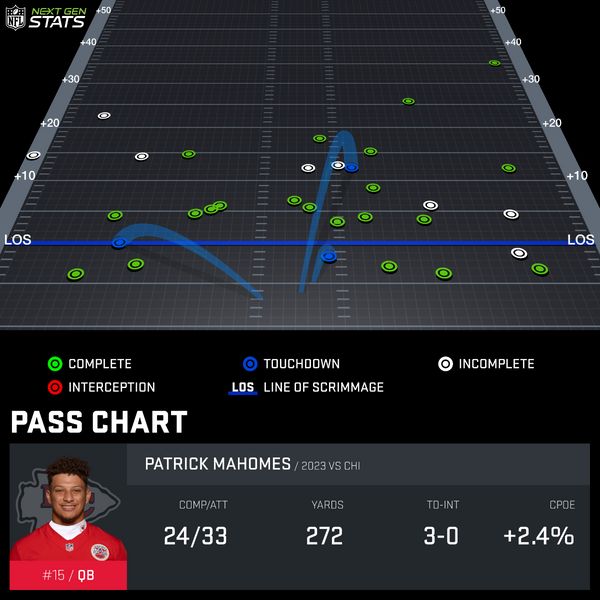 NFL NEXT GEN STATS
+50 +50
+40 +40
+30 +30
+20 +20
+10 +10
LOS LOS
COMPLETE TOUCHDOWN INCOMPLETE
INTERCEPTION LOS LINE OF SCRIMMAGE
PASS CHART
PATRICK MAHOMES / 2023 VS CHI
COMP/ATT YARDS TD-INT CPOE
24/33 272 3-0 +2.4%
#15 / QB